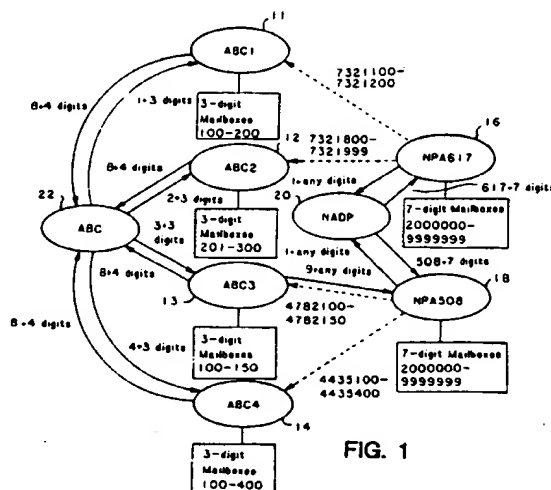 11
ABC1
7321100-
7321200
8+4 digits
1+3 digits
3-digit
Mailboxes
100-200
12
16
ABC2
7321800-
7321999
NPA617
8+4 digits
2+3 digits
1+any digits
617+7 digits
22
20
ABC
3+3
digits
3-digit
Mailboxes
201-300
NADP
7-digit Mailboxes
2000000-
9999999
8+4 digits
1+any digits
508+7 digits
9+any digits
18
ABC3
13
4782100-
4782150
NPA508
8+4 digits
4+3 digits
3-digit
Mailboxes
100-150
4435100-
4435400
7-digit Mailboxes
2000000-
9999999
ABC4
14
3-digit
Mailboxes
100-400
FIG. 1